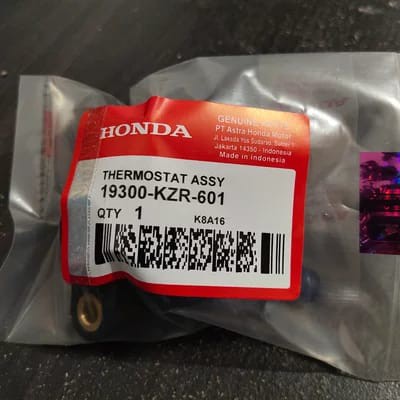 HONDA
GENUINE PARTS
PT Astra Honda Motor
Jl. Laksda Yos Sudarso, Sunter I
Jakarta 14350 - Indonesia
Made in Indonesia
THERMOSTAT ASSY
19300-KZR-601
QTY 1 K8A16